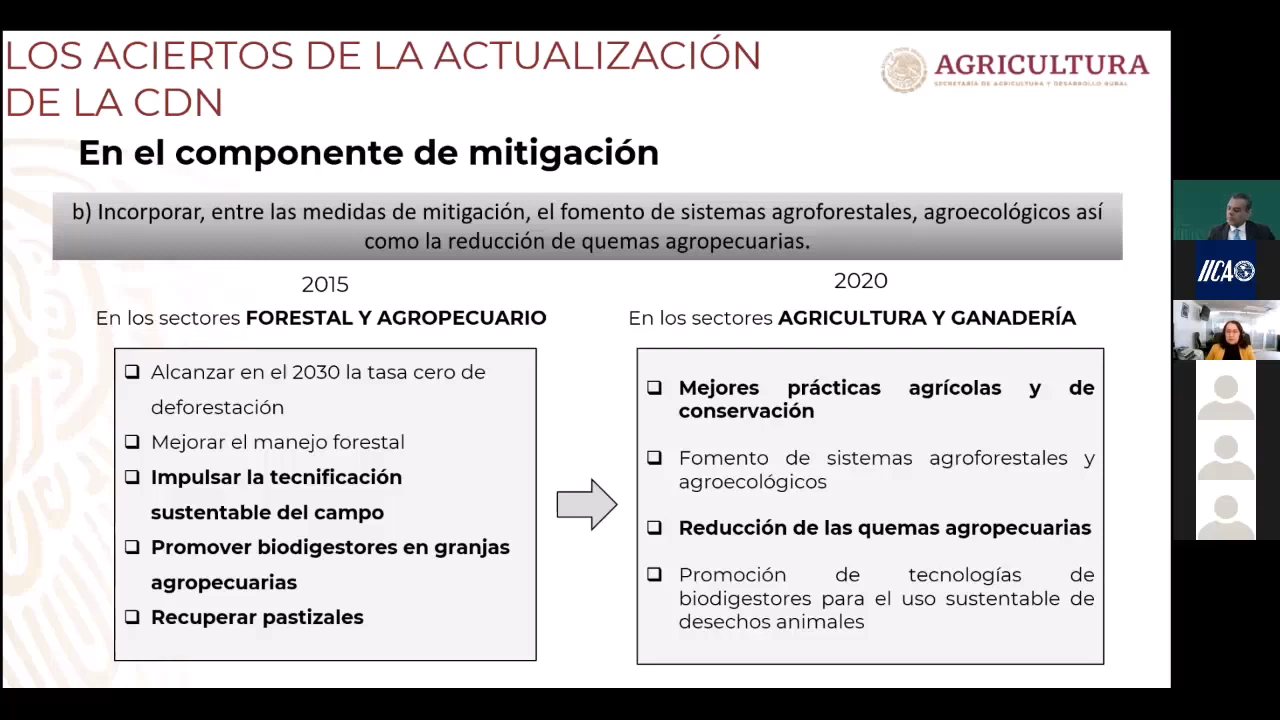 LOS ACIERTOS DE LA ACTUALIZACIÓN
DE LA CDN
AGRICULTURA
SECRETARÍA DE AGRICULTURA Y DESARROLLO RURAL
En el componente de mitigación
b) Incorporar, entre las medidas de mitigación, el fomento de sistemas agroforestales, agroecológicos así
como la reducción de quemas agropecuarias.
2015
En los sectores FORESTAL Y AGROPECUARIO
Alcanzar en el 2030 la tasa cero de
deforestación
Mejorar el manejo forestal
Impulsar la tecnificación
sustentable del campo
Promover biodigestores en granjas
agropecuarias
Recuperar pastizales
2020
En los sectores AGRICULTURA Y GANADERÍA
Mejores prácticas agrícolas y de
conservación
Fomento de sistemas agroforestales y
agroecológicos
Reducción de las quemas agropecuarias
Promoción de tecnologías de
biodigestores para el uso sustentable de
desechos animales
IICA